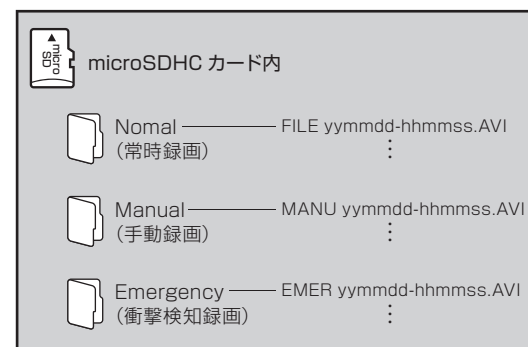 micro SD
microSDHC カード内
Nomal FILE yymmdd-hhmmss.AVI
（常時録画）
Manual MANU yymmdd-hhmmss.AVI
（手動録画）
Emergency EMER yymmdd-hhmmss.AVI
（衝撃検知録画）